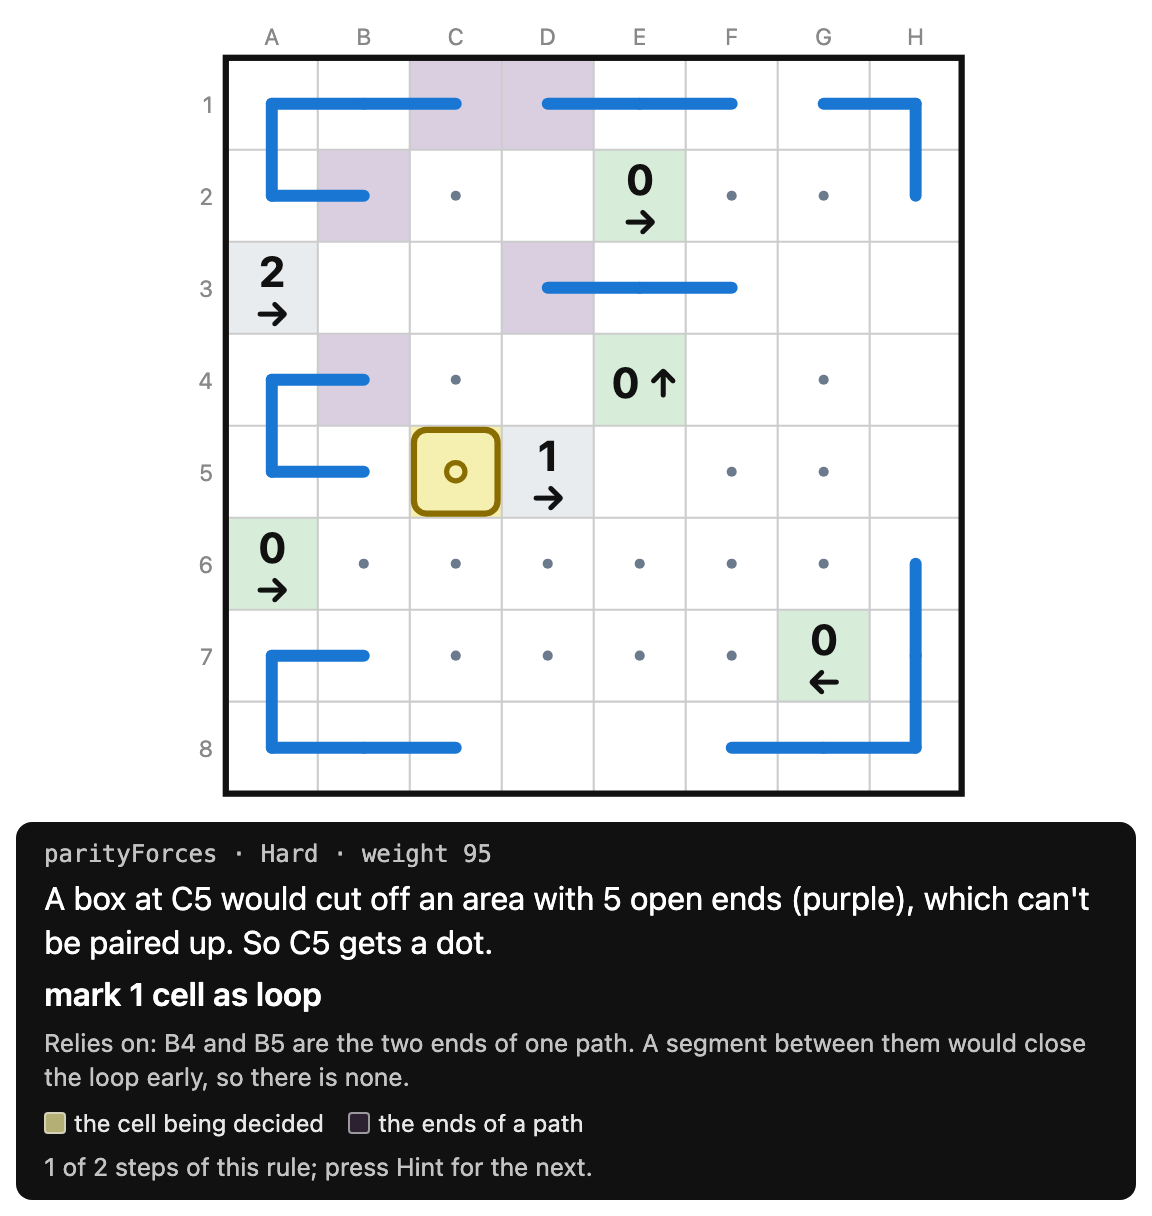 A B C D E F G H
1
2 0 →
3 2 →
4 0 ↑
5 1 →
6 0 →
7 0 ←
8
parityForces · Hard · weight 95
A box at C5 would cut off an area with 5 open ends (purple), which can't
be paired up. So C5 gets a dot.
mark 1 cell as loop
Relies on: B4 and B5 are the two ends of one path. A segment between them would close
the loop early, so there is none.
the cell being decided the ends of a path
1 of 2 steps of this rule; press Hint for the next.